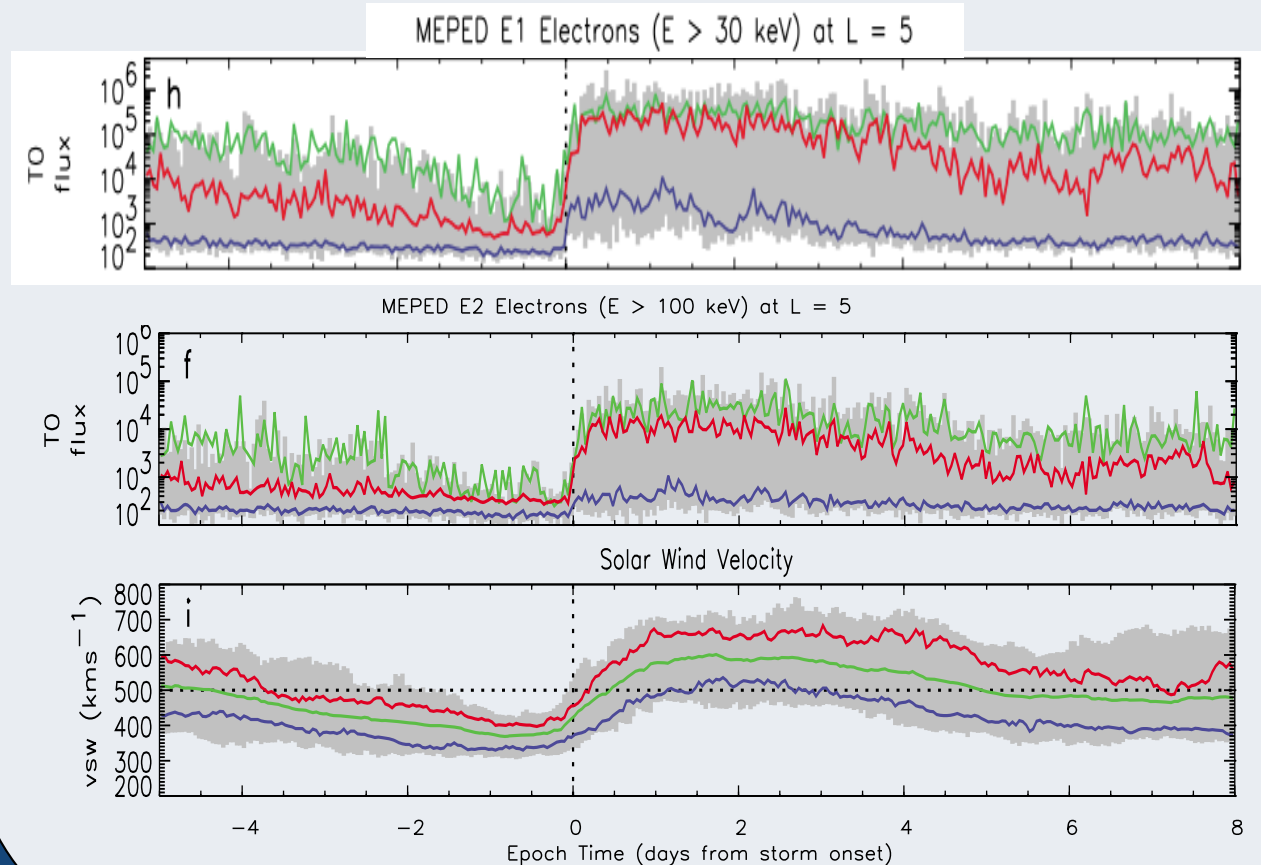 MEPED E1 Electrons (E > 30 keV) at L = 5
h
10^6
10^5
10^4
10^3
10^2
TO
flux
MEPED E2 Electrons (E > 100 keV) at L = 5
f
10^6
10^5
10^4
10^3
10^2
TO
flux
Solar Wind Velocity
i
800
700
600
500
400
300
200
vsw (kms^-1)
-4 -2 0 2 4 6 8
Epoch Time (days from storm onset)